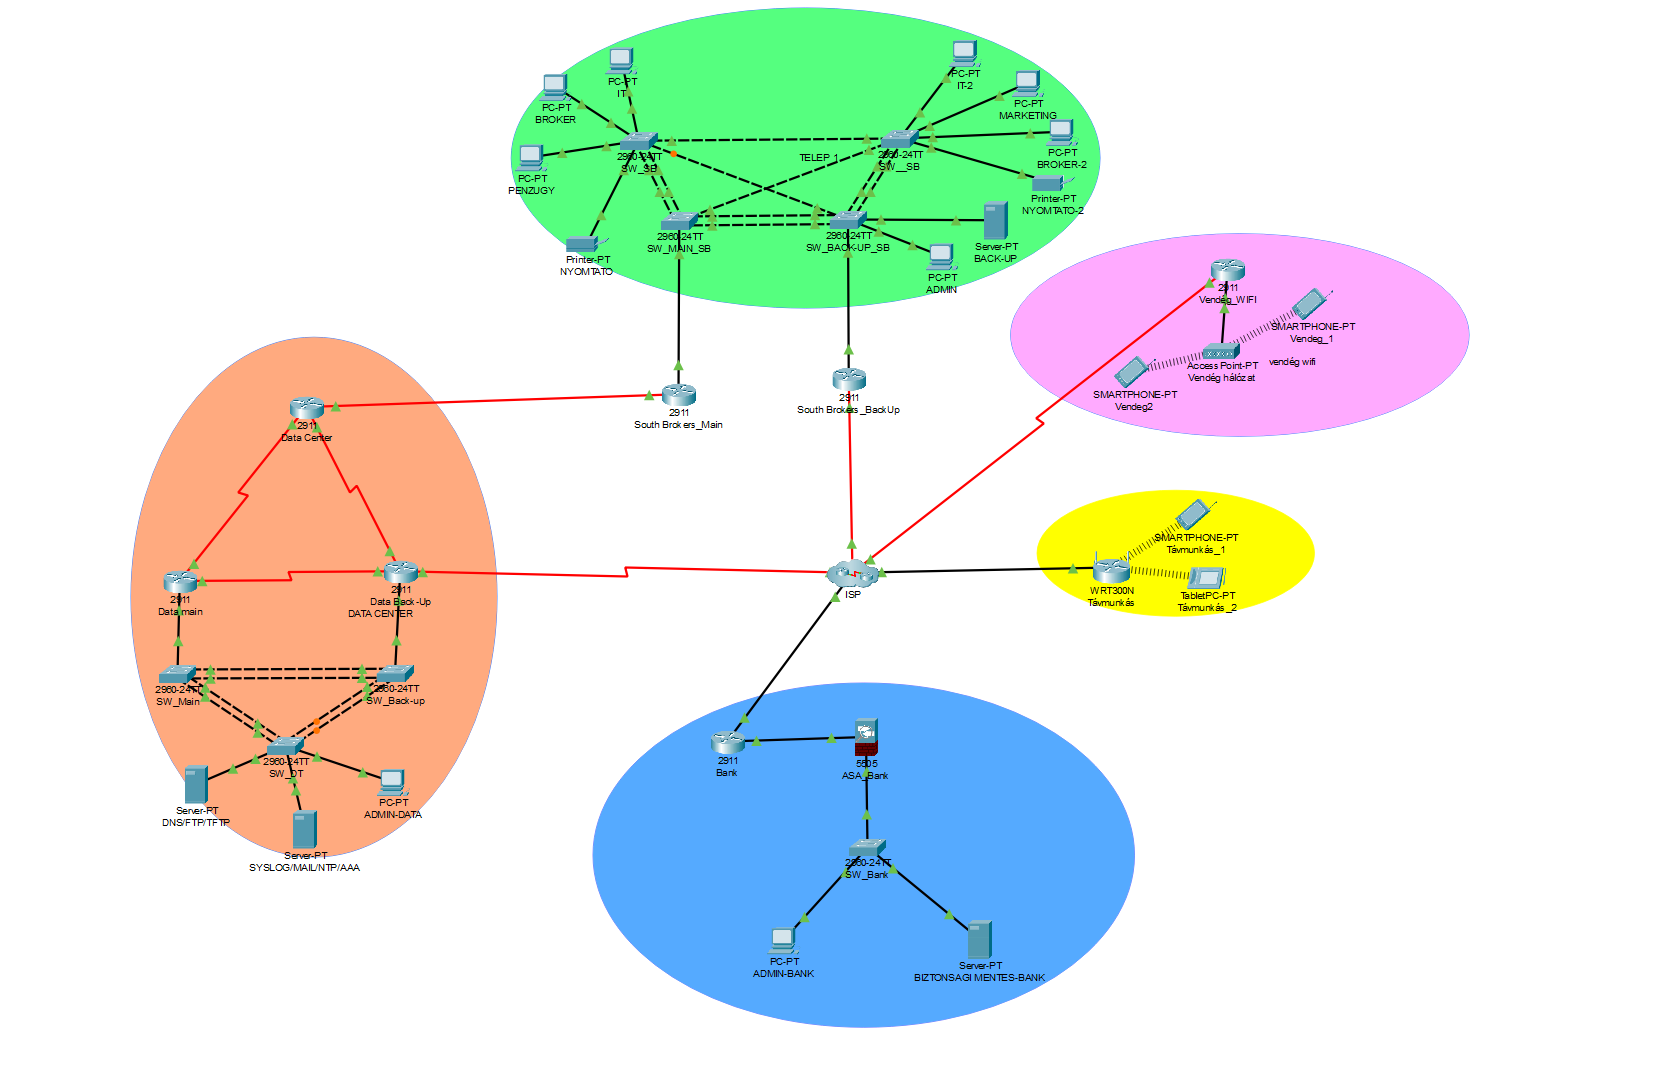 PC-PT
IT
PC-PT
BROKER
PC-PT
PENZUGY
2960-24TT
SW_SB
Printer-PT
NYOMTATO
2960-24TT
SW_MAIN_SB
TELEP 1
PC-PT
IT-2
PC-PT
MARKETING
PC-PT
BROKER-2
2960-24TT
SW__SB
Printer-PT
NYOMTATO-2
2960-24TT
SW_BACK-UP_SB
Server-PT
BACK-UP
PC-PT
ADMIN
2911
Vendég_WIFI
SMARTPHONE-PT
Vendeg_1
vendég wifi
Access Point-PT
Vendég hálózat
SMARTPHONE-PT
Vendeg2
2911
South Brokers_Main
2911
South Brokers_BackUp
2911
Data Center
2911
Data main
2911
Data Back-Up
DATA CENTER
2960-24TT
SW_Main
2960-24TT
SW_Back-up
2960-24TT
SW_DT
Server-PT
DNS/FTP/TFTP
PC-PT
ADMIN-DATA
Server-PT
SYSLOG/MAIL/NTP/AAA
ISP
SMARTPHONE-PT
Távmunkás_1
WRT300N
Távmunkás
TabletPC-PT
Távmunkás_2
2911
Bank
5505
ASA_Bank
2960-24TT
SW_Bank
PC-PT
ADMIN-BANK
Server-PT
BIZTONSAGI MENTES-BANK